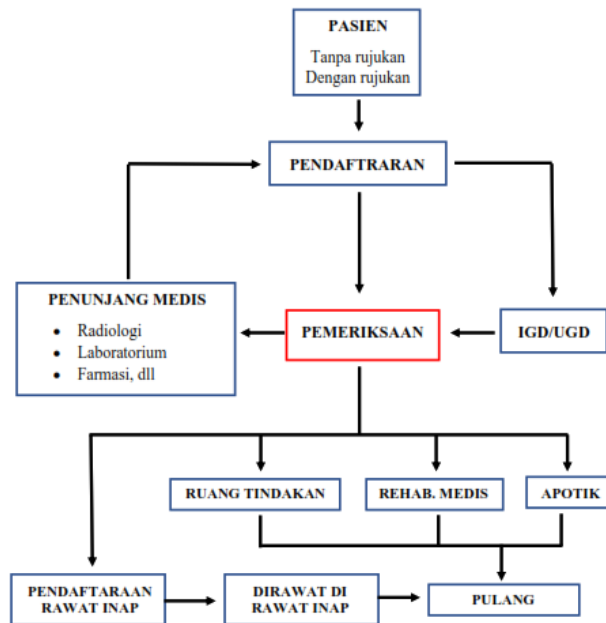 PASIEN
Tanpa rujukan
Dengan rujukan
PENDAFTRARAN
PENUNJANG MEDIS
• Radiologi
• Laboratorium
• Farmasi, dll
PEMERIKSAAN
IGD/UGD
RUANG TINDAKAN
REHAB. MEDIS
APOTIK
PENDAFTARAAN
RAWAT INAP
DIRAWAT DI
RAWAT INAP
PULANG